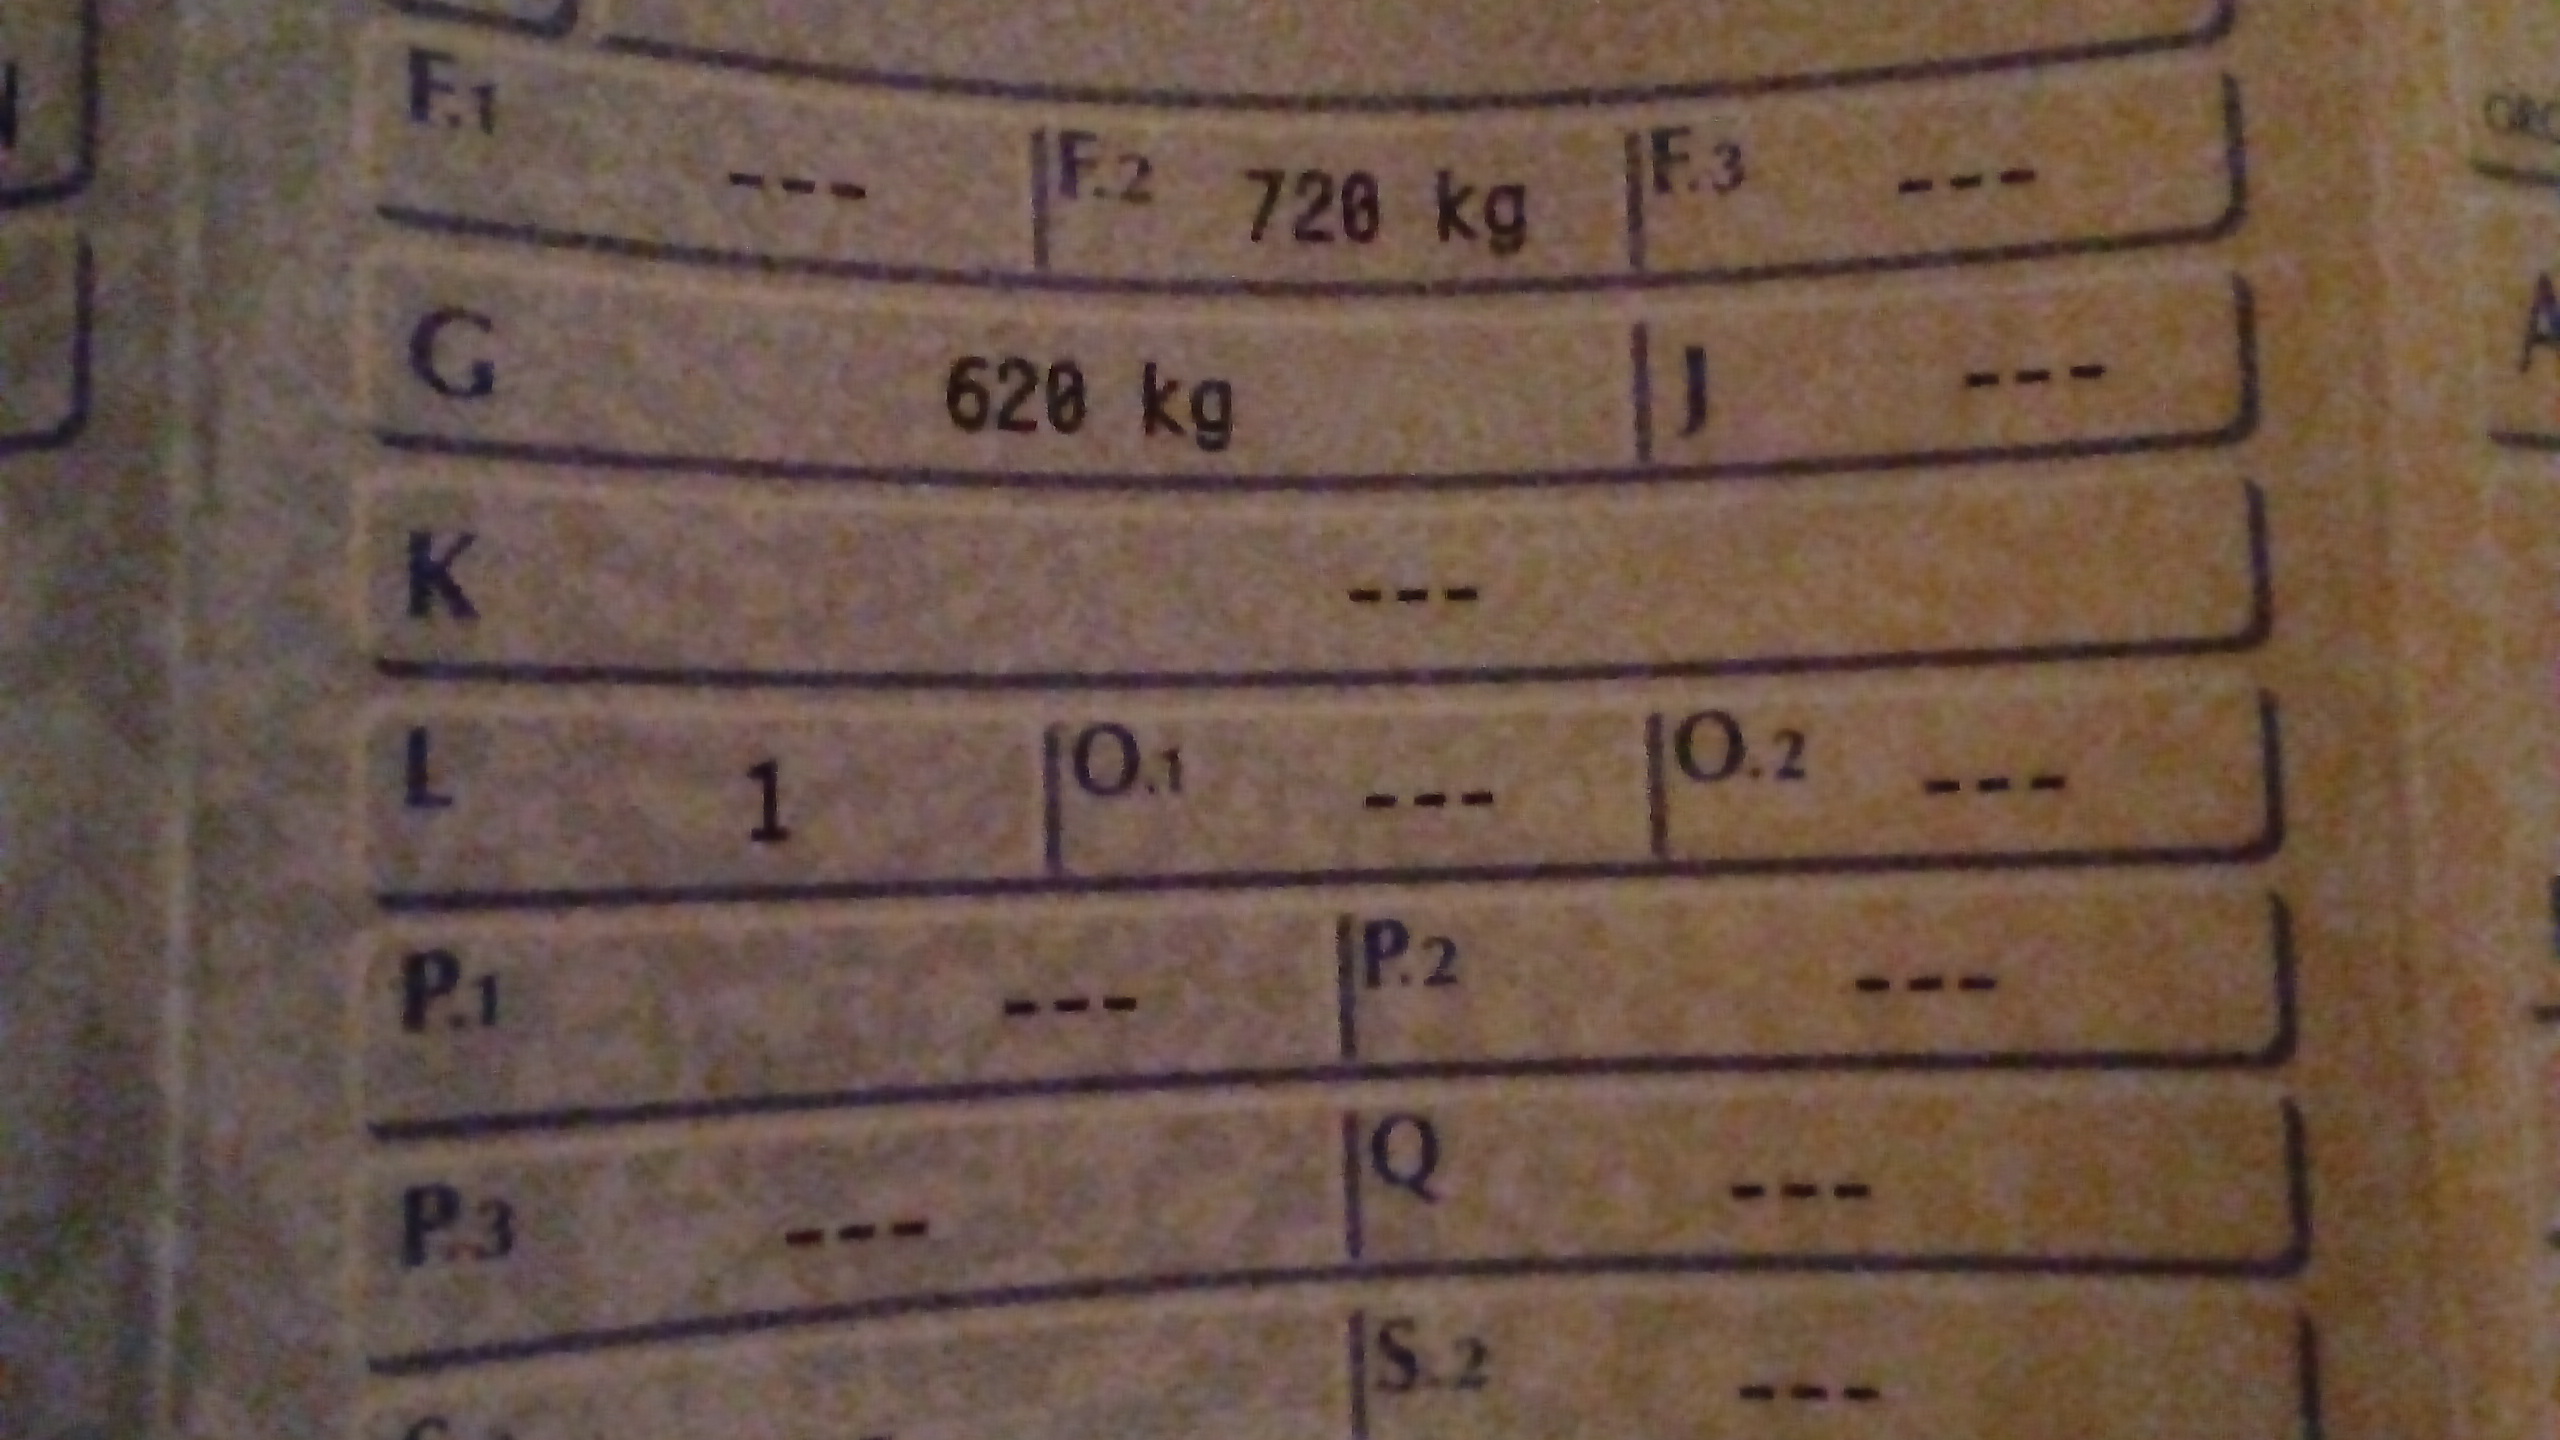 F.1 --- F.2 720 kg F.3 ---
G 620 kg J ---
K ---
L 1 O.1 --- O.2 ---
P.1 --- P.2 ---
P.3 --- Q ---
S.2 ---